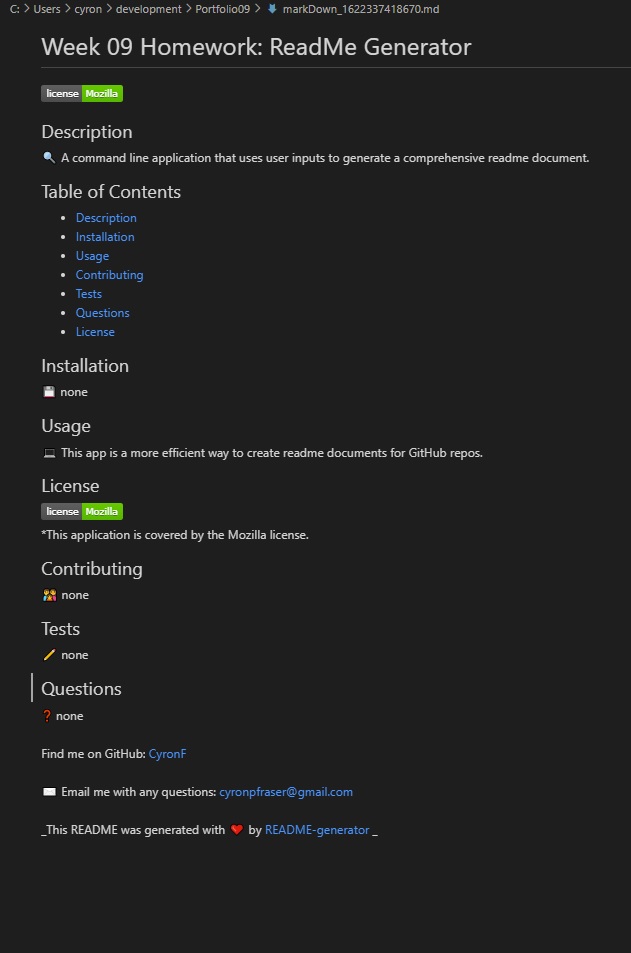 C: > Users > cyron > development > Portfolio09 > markDown_1622337418670.md
Week 09 Homework: ReadMe Generator
license Mozilla
Description
🔍 A command line application that uses user inputs to generate a comprehensive readme document.
Table of Contents
• Description
• Installation
• Usage
• Contributing
• Tests
• Questions
• License
Installation
💾 none
Usage
💻 This app is a more efficient way to create readme documents for GitHub repos.
License
license Mozilla
*This application is covered by the Mozilla license.
Contributing
👪 none
Tests
✏️ none
Questions
❓ none
Find me on GitHub: CyronF
✉️ Email me with any questions: cyronpfraser@gmail.com
_This README was generated with ❤️ by README-generator _